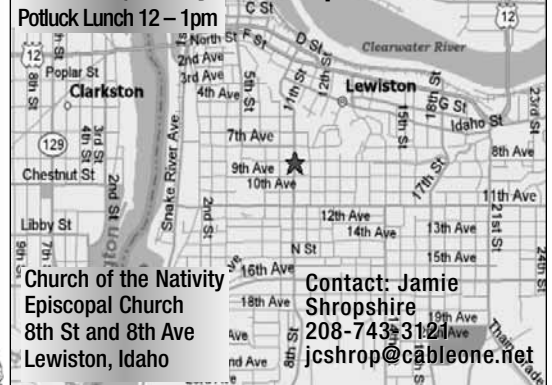 Potluck Lunch 12 – 1pm
C St
12
North St
F St
D St
Clearwater River
12
8th St
2nd Ave
3rd Ave
4th Ave
5th St
11th St
12th St
Lewiston
15th St
18th St
G St
Idaho St
23rd St
Poplar St
Clarkston
129
3rd St
4th St
Chestnut St
2nd St
Snake River Ave
7th Ave
9th Ave
10th Ave
8th Ave
17th St
11th Ave
2nd St
12th Ave
14th Ave
13th Ave
21st St
Libby St
N St
15th Ave
24th St
9th St
7th St
16th Ave
18th Ave
19th Ave
8th St
Church of the Nativity
Episcopal Church
8th St and 8th Ave
Lewiston, Idaho
Contact: Jamie
Shropshire
208-743-3121
jcshrop@cableone.net